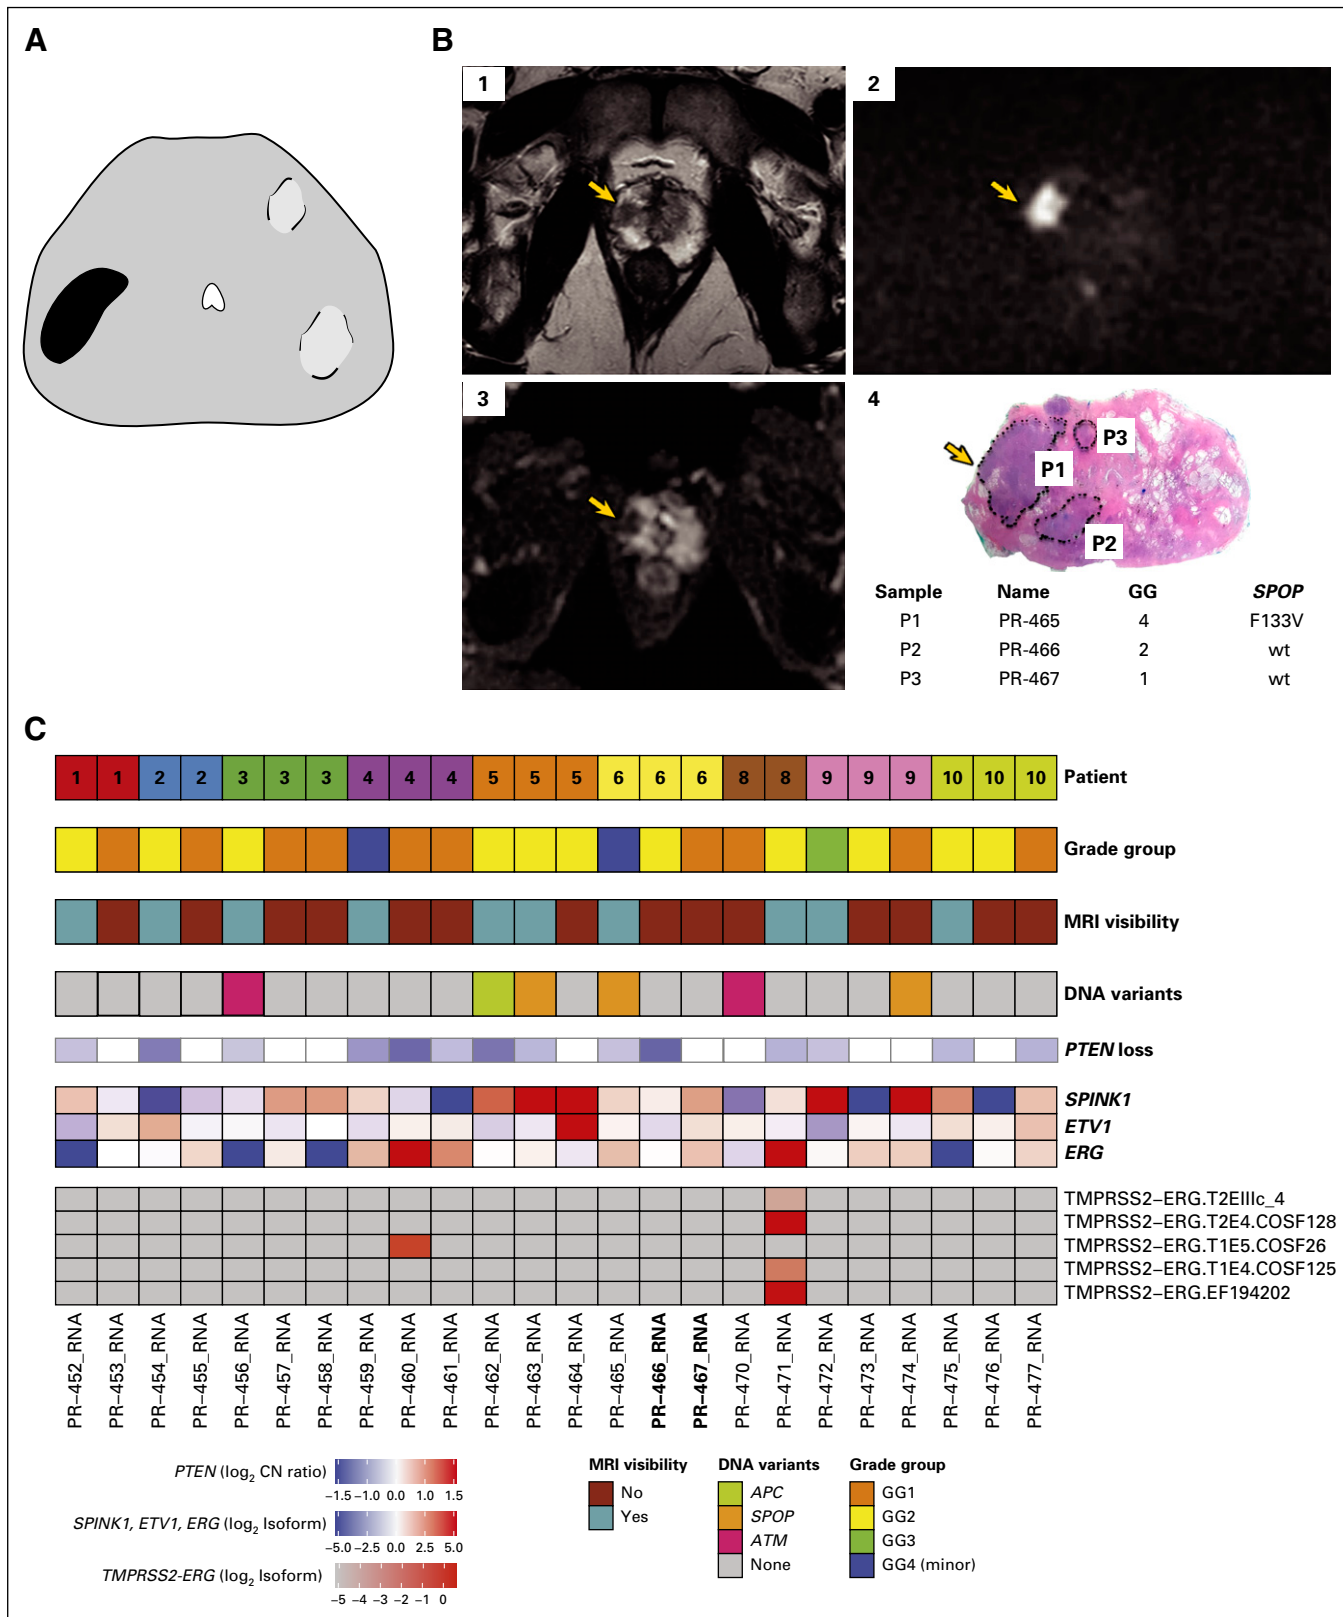 A
B
1
2
3
4
P1
P2
P3
Sample Name GG SPOP
P1 PR-465 4 F133V
P2 PR-466 2 wt
P3 PR-467 1 wt
C
1 1 2 2 3 3 3 4 4 4 5 5 5 6 6 6 8 8 9 9 9 10 10 10 Patient
Grade group
MRI visibility
DNA variants
PTEN loss
SPINK1
ETV1
ERG
TMPRSS2–ERG.T2EIIIc_4
TMPRSS2–ERG.T2E4.COSF128
TMPRSS2–ERG.T1E5.COSF26
TMPRSS2–ERG.T1E4.COSF125
TMPRSS2–ERG.EF194202
PR–452_RNA
PR–453_RNA
PR–454_RNA
PR–455_RNA
PR–456_RNA
PR–457_RNA
PR–458_RNA
PR–459_RNA
PR–460_RNA
PR–461_RNA
PR–462_RNA
PR–463_RNA
PR–464_RNA
PR–465_RNA
PR–466_RNA
PR–467_RNA
PR–470_RNA
PR–471_RNA
PR–472_RNA
PR–473_RNA
PR–474_RNA
PR–475_RNA
PR–476_RNA
PR–477_RNA
PTEN (log2 CN ratio)
–1.5 –1.0 0.0 1.0 1.5
SPINK1, ETV1, ERG (log2 Isoform)
–5.0 –2.5 0.0 2.5 5.0
TMPRSS2-ERG (log2 Isoform)
–5 –4 –3 –2 –1 0
MRI visibility
No
Yes
DNA variants
APC
SPOP
ATM
None
Grade group
GG1
GG2
GG3
GG4 (minor)